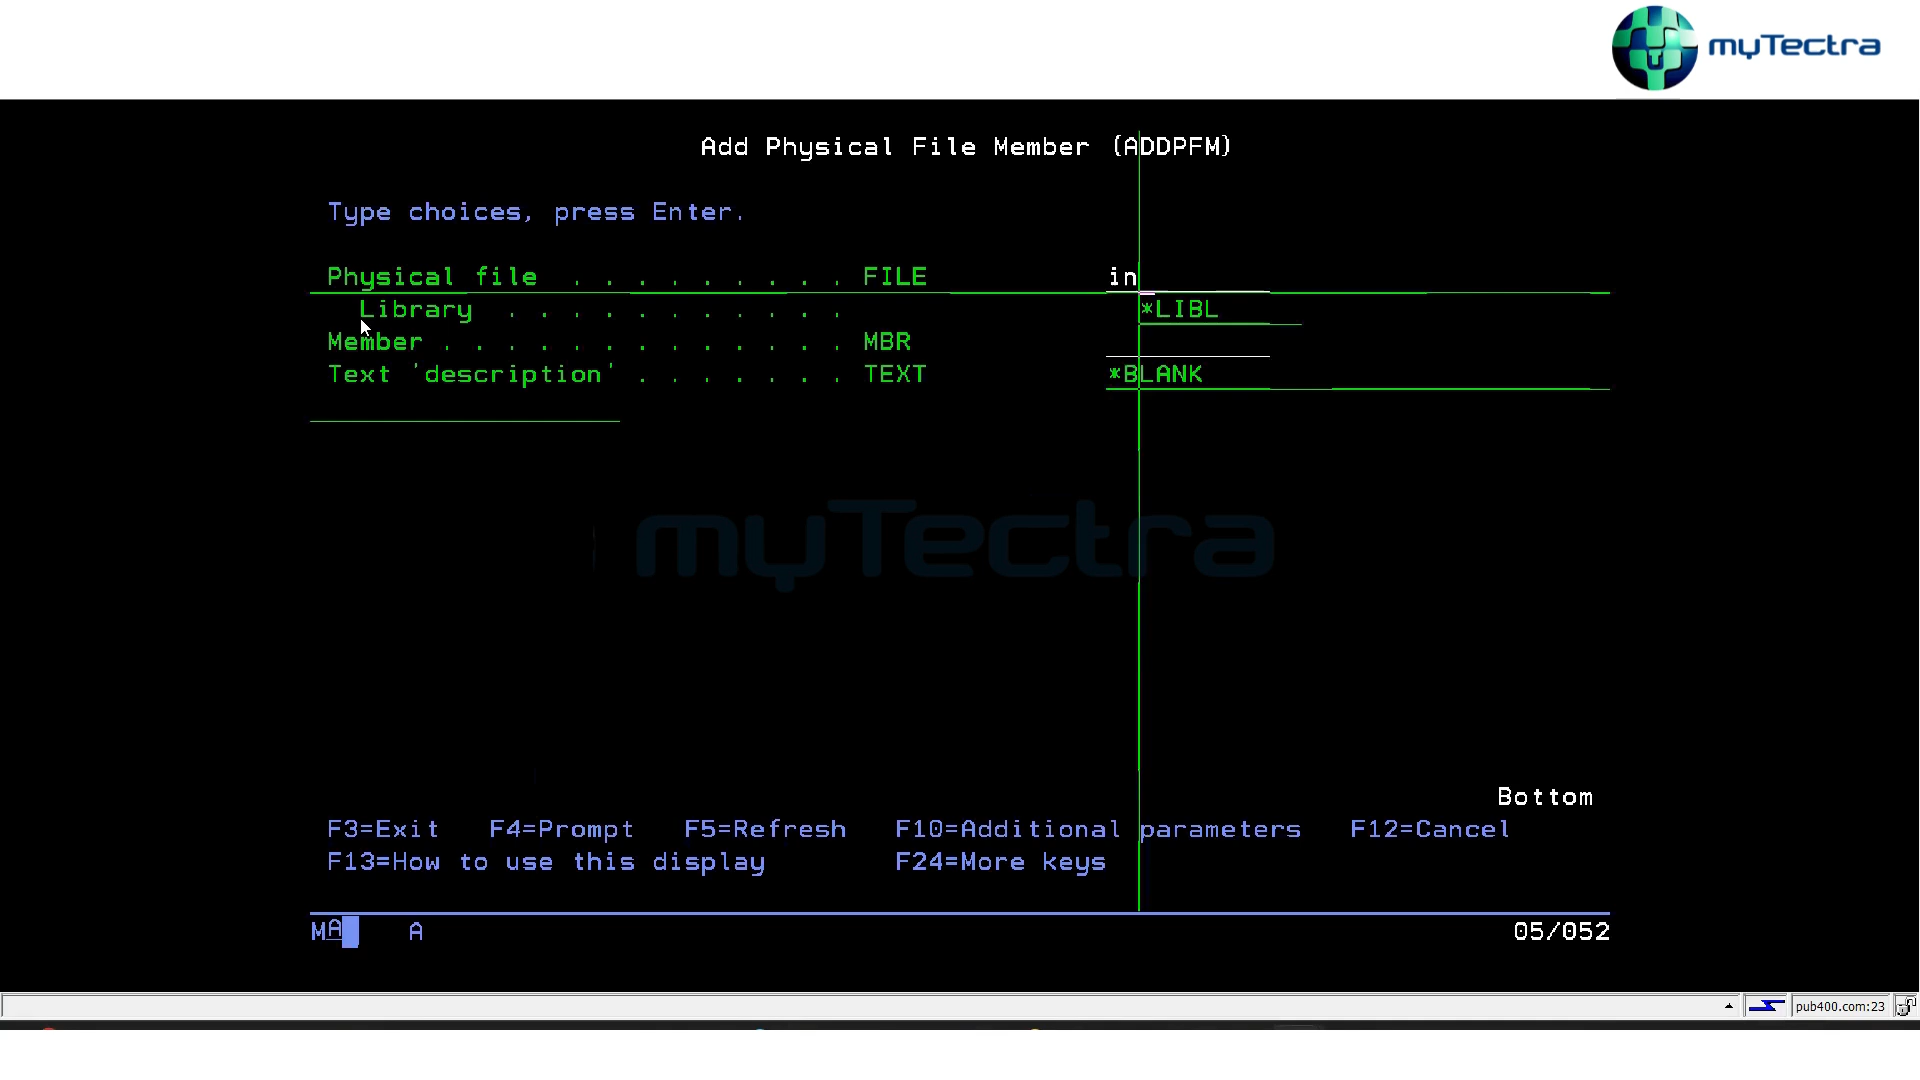 myTectra
Add Physical File Member (ADDPFM)
Type choices, press Enter.
Physical file . . . . . . . . . FILE in
Library . . . . . . . . . . . *LIBL
Member . . . . . . . . . . . . . MBR
Text 'description' . . . . . . . TEXT *BLANK
myTectra
Bottom
F3=Exit F4=Prompt F5=Refresh F10=Additional parameters F12=Cancel
F13=How to use this display F24=More keys
MA A 05/052
pub400.com:23